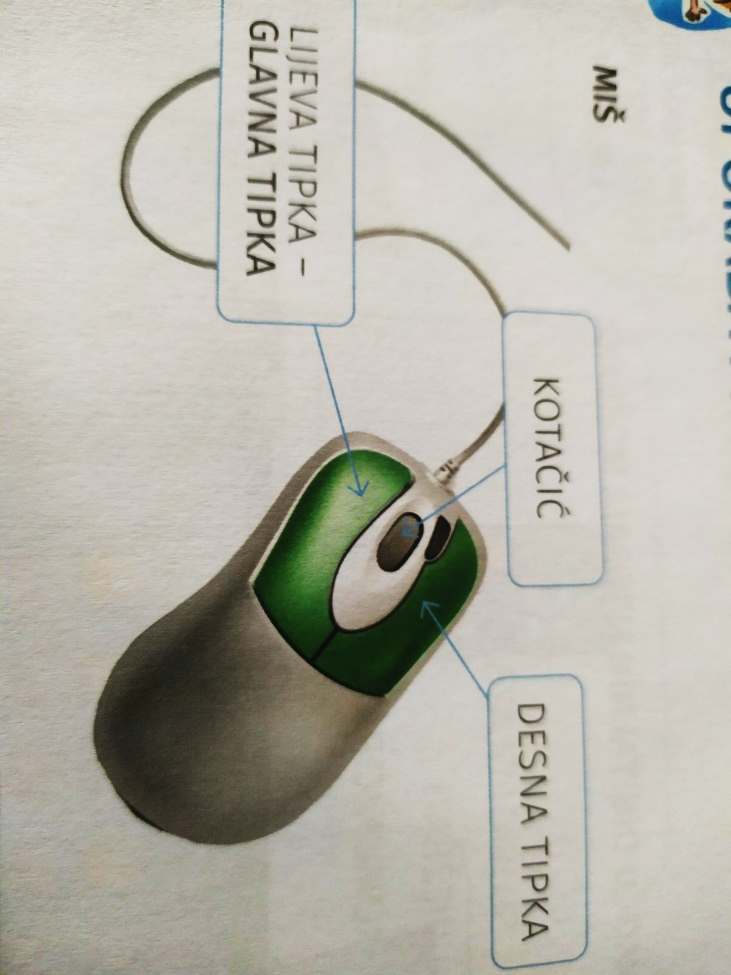 MIŠ
LIJEVA TIPKA –
GLAVNA TIPKA
KOTAČIĆ
DESNA TIPKA